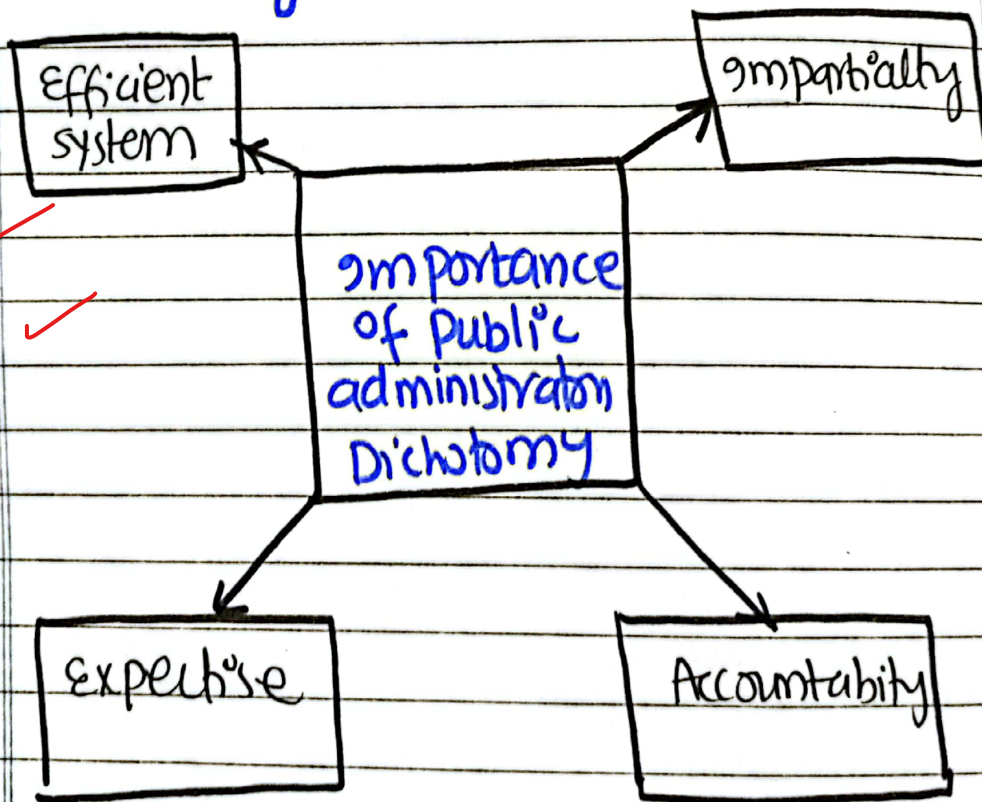 Efficient
system
Impartialty
Importance
of Public
administraton
Dichotomy
Expertise
Accountabity